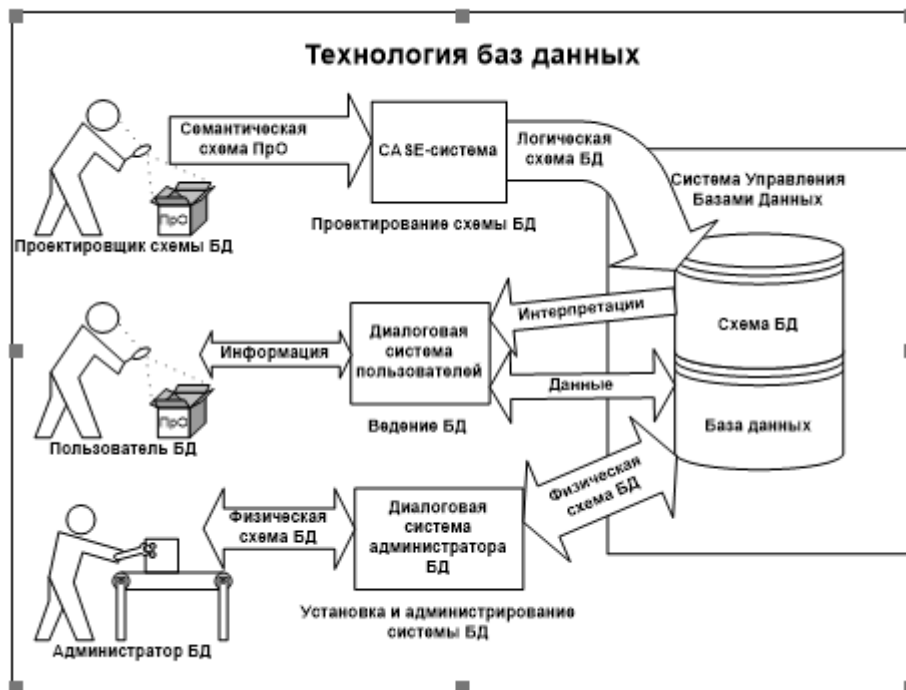 Технология баз данных
Семантическая
схема ПрО
CASE-система
Логическая
схема БД
Система Управления
Базами Данных
ПрО
Проектировщик схемы БД
Проектирование схемы БД
Интерпретации
Схема БД
Информация
Диалоговая
система
пользователей
Данные
База данных
ПрО
Пользователь БД
Ведение БД
Физическая
схема БД
Физическая
схема БД
Диалоговая
система
администратора
БД
Установка и администрирование
системы БД
Администратор БД